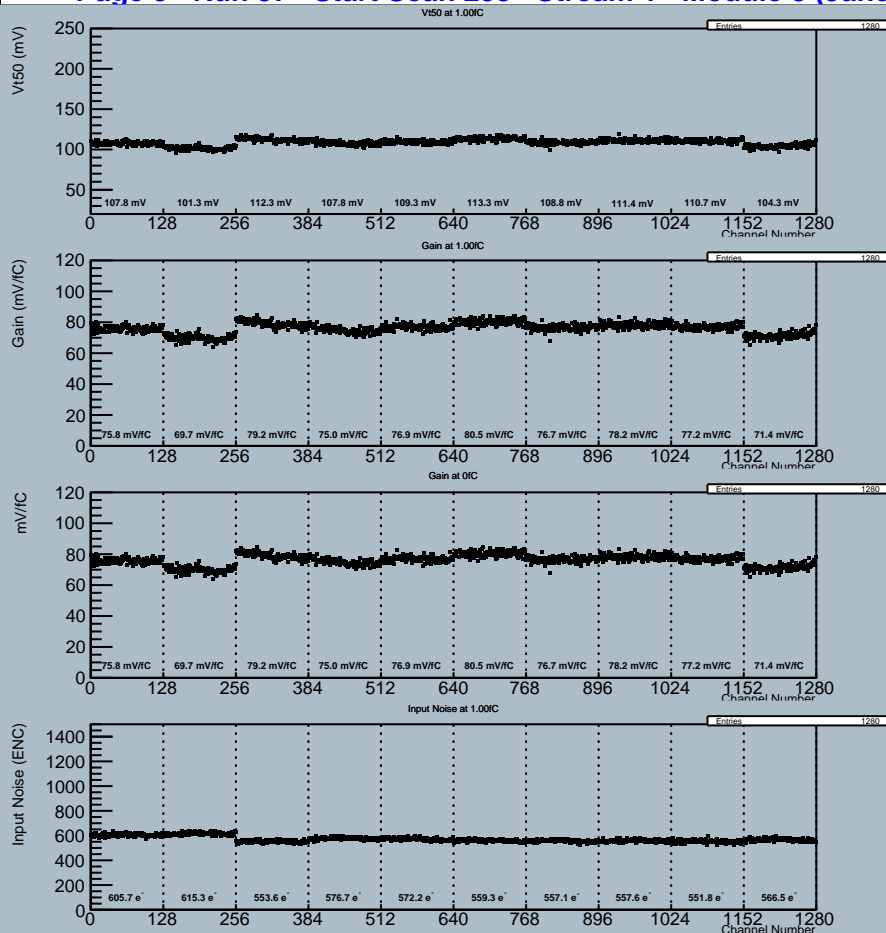 Vt50 at 1.00fC
Entries 1280
Vt50 (mV)
250
200
150
100
50
107.8 mV 101.3 mV 112.3 mV 107.8 mV 109.3 mV 113.3 mV 108.8 mV 111.4 mV 110.7 mV 104.3 mV
0 128 256 384 512 640 768 896 1024 1152 1280
Channel Number
Gain at 1.00fC
Entries 1280
Gain (mV/fC)
120
100
80
60
40
20
0
75.8 mV/fC 69.7 mV/fC 79.2 mV/fC 75.0 mV/fC 76.9 mV/fC 80.5 mV/fC 76.7 mV/fC 78.2 mV/fC 77.2 mV/fC 71.4 mV/fC
0 128 256 384 512 640 768 896 1024 1152 1280
Channel Number
Gain at 0fC
Entries 1280
mV/fC
120
100
80
60
40
20
0
75.8 mV/fC 69.7 mV/fC 79.2 mV/fC 75.0 mV/fC 76.9 mV/fC 80.5 mV/fC 76.7 mV/fC 78.2 mV/fC 77.2 mV/fC 71.4 mV/fC
0 128 256 384 512 640 768 896 1024 1152 1280
Channel Number
Input Noise at 1.00fC
Entries 1280
Input Noise (ENC)
1400
1200
1000
800
600
400
200
0
605.7 e⁻ 615.3 e⁻ 553.6 e⁻ 576.7 e⁻ 572.2 e⁻ 559.3 e⁻ 557.1 e⁻ 557.6 e⁻ 551.8 e⁻ 566.5 e⁻
0 128 256 384 512 640 768 896 1024 1152 1280
Channel Number